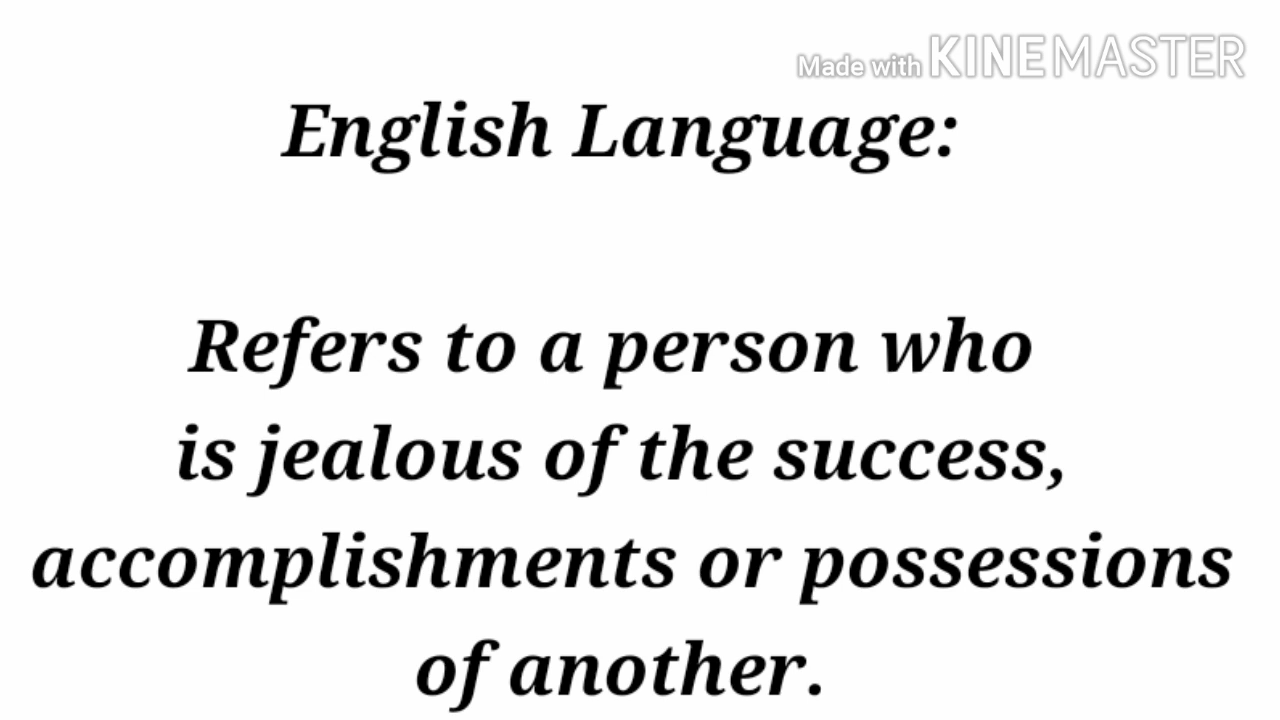 Made with KINEMASTER
English Language:
Refers to a person who
is jealous of the success,
accomplishments or possessions
of another.